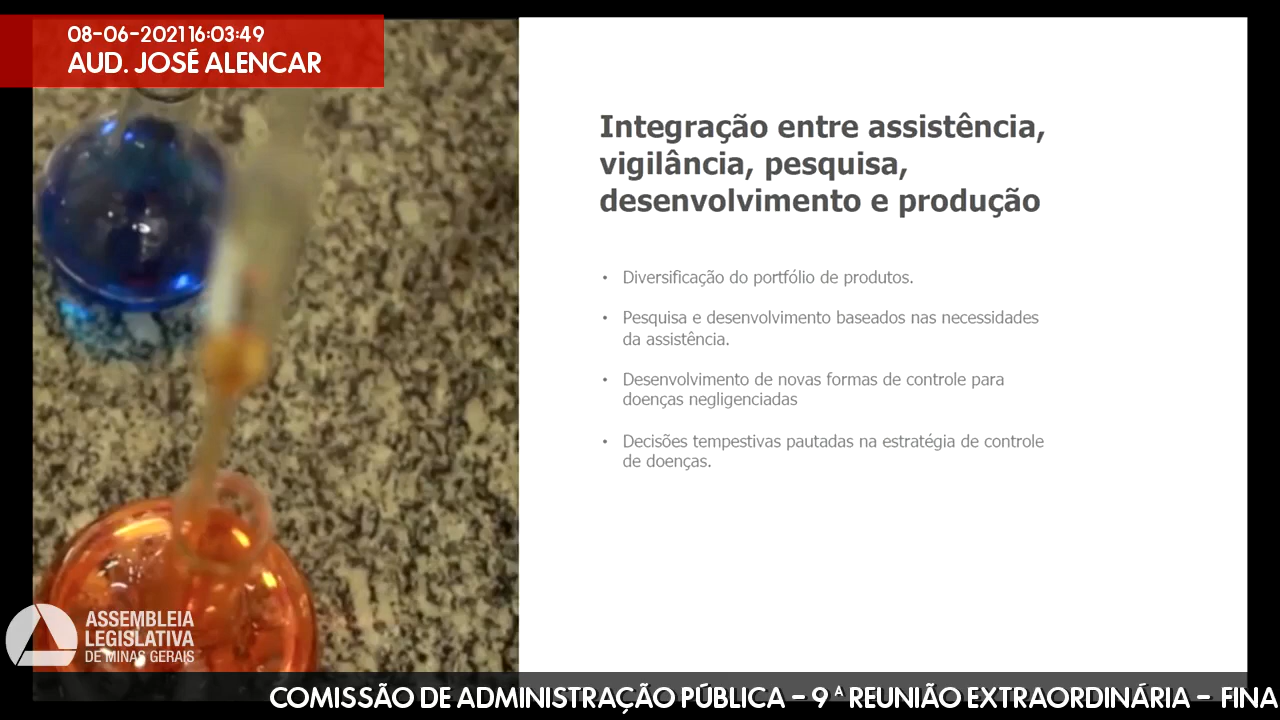 08-06-2021 16:03:49
AUD. JOSÉ ALENCAR
Integração entre assistência,
vigilância, pesquisa,
desenvolvimento e produção
• Diversificação do portfólio de produtos.
• Pesquisa e desenvolvimento baseados nas necessidades
da assistência.
• Desenvolvimento de novas formas de controle para
doenças negligenciadas
• Decisões tempestivas pautadas na estratégia de controle
de doenças.
ASSEMBLEIA
LEGISLATIVA
DE MINAS GERAIS
COMISSÃO DE ADMINISTRAÇÃO PÚBLICA - 9ª REUNIÃO EXTRAORDINÁRIA - FINA